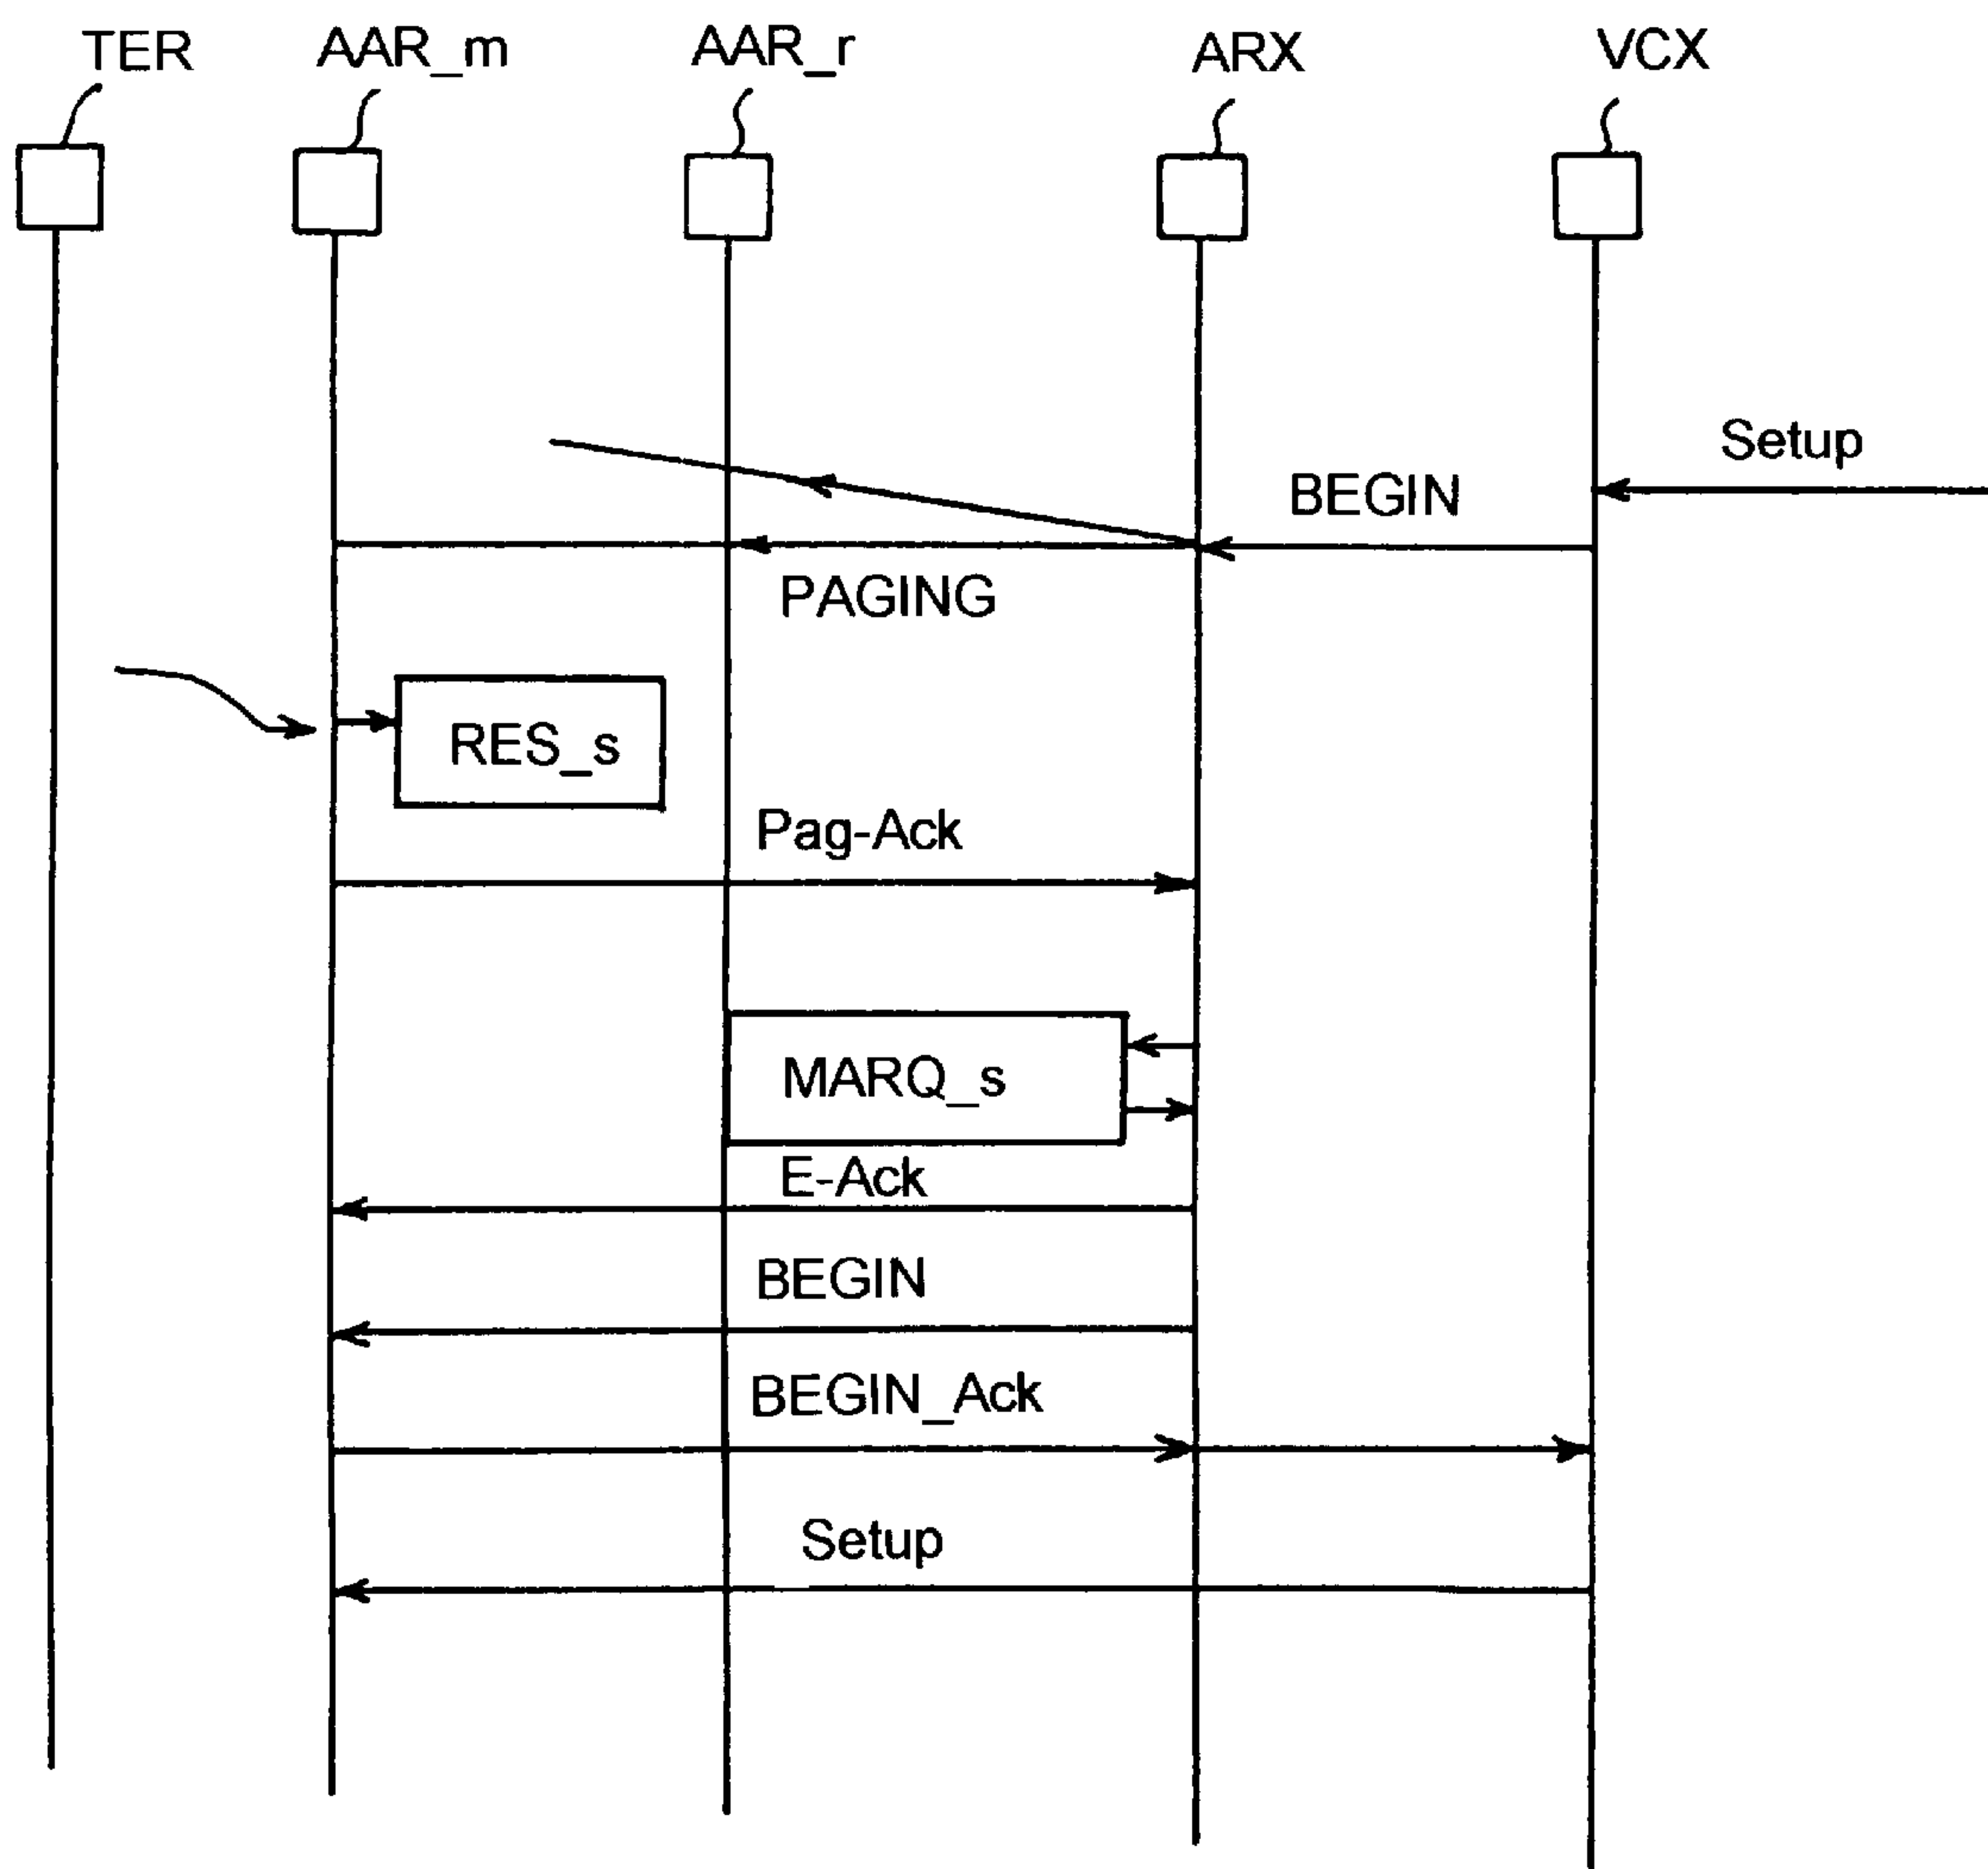 TER
AAR_m
AAR_r
ARX
VCX
Setup
BEGIN
PAGING
RES_s
Pag-Ack
MARQ_s
E-Ack
BEGIN
BEGIN_Ack
Setup